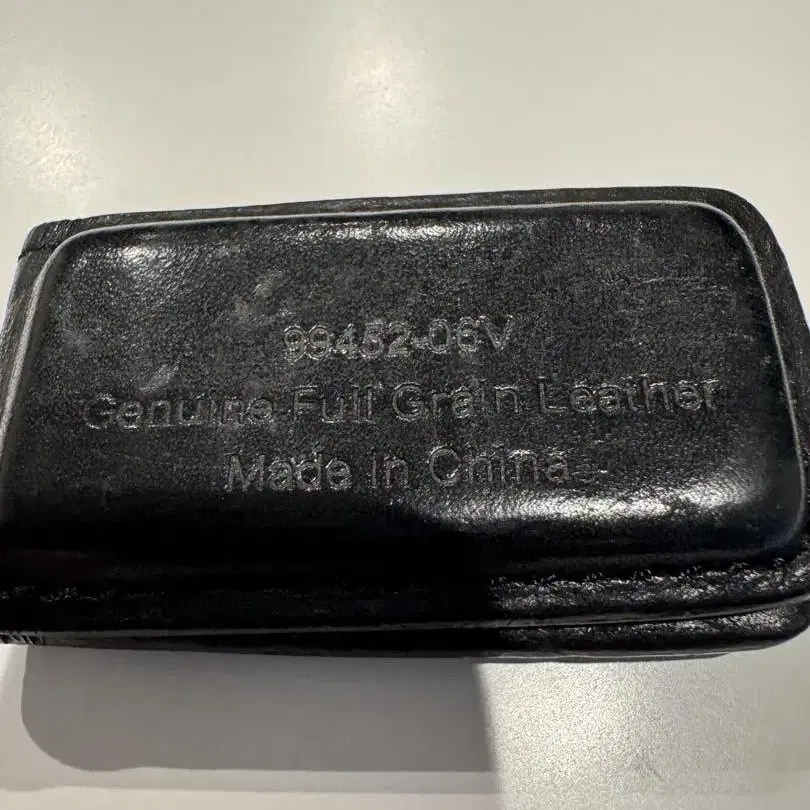 99452-06V
Genuine Full Grain Leather
Made in China